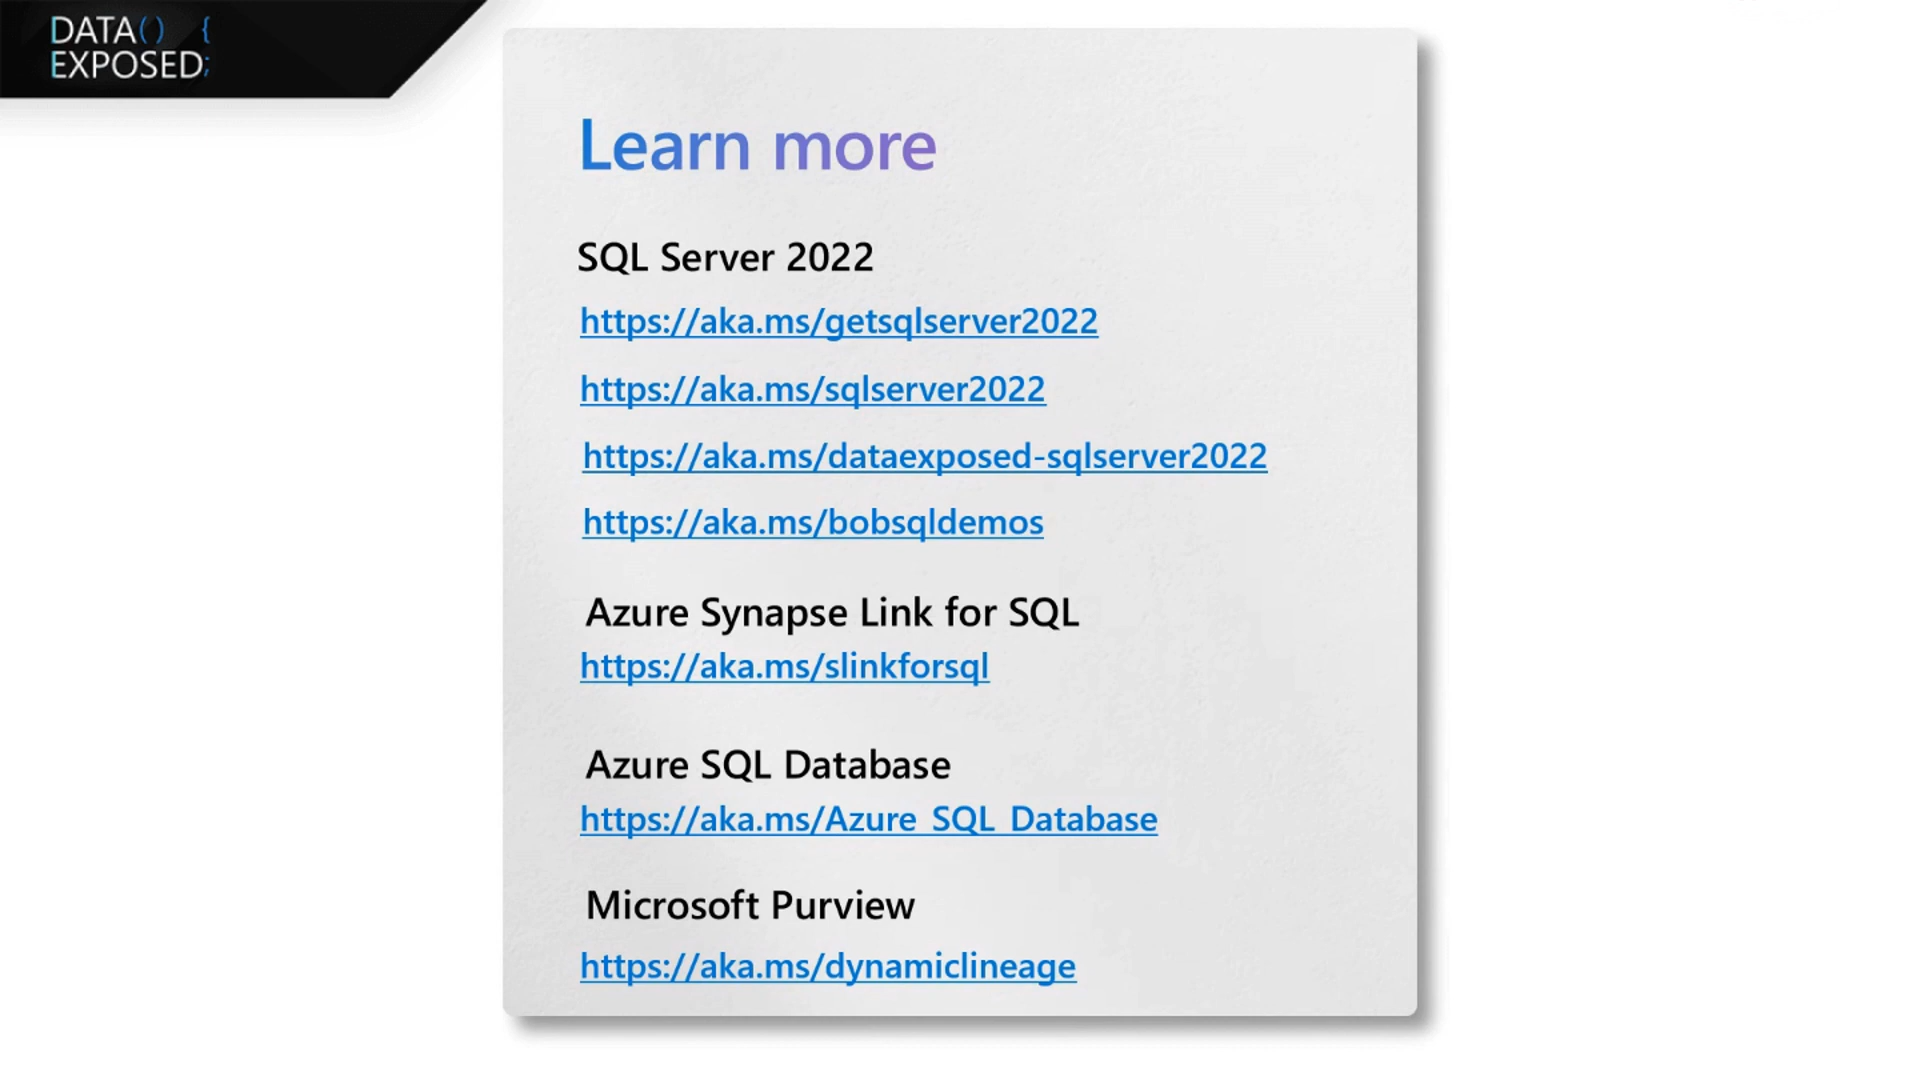 DATA() {
EXPOSED;
Learn more
SQL Server 2022
https://aka.ms/getsqlserver2022
https://aka.ms/sqlserver2022
https://aka.ms/dataexposed-sqlserver2022
https://aka.ms/bobsqldemos
Azure Synapse Link for SQL
https://aka.ms/slinkforsql
Azure SQL Database
https://aka.ms/Azure_SQL_Database
Microsoft Purview
https://aka.ms/dynamiclineage